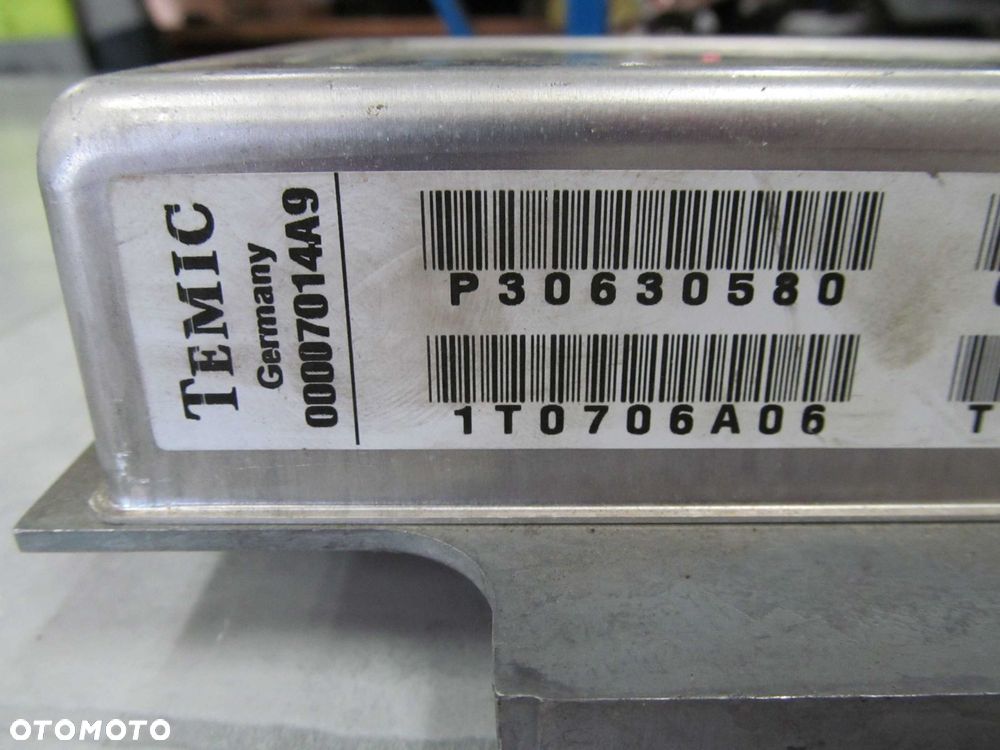 TEMIC
Germany
00007014A9
P30630580
1T0706A06
T
OTOMOTO